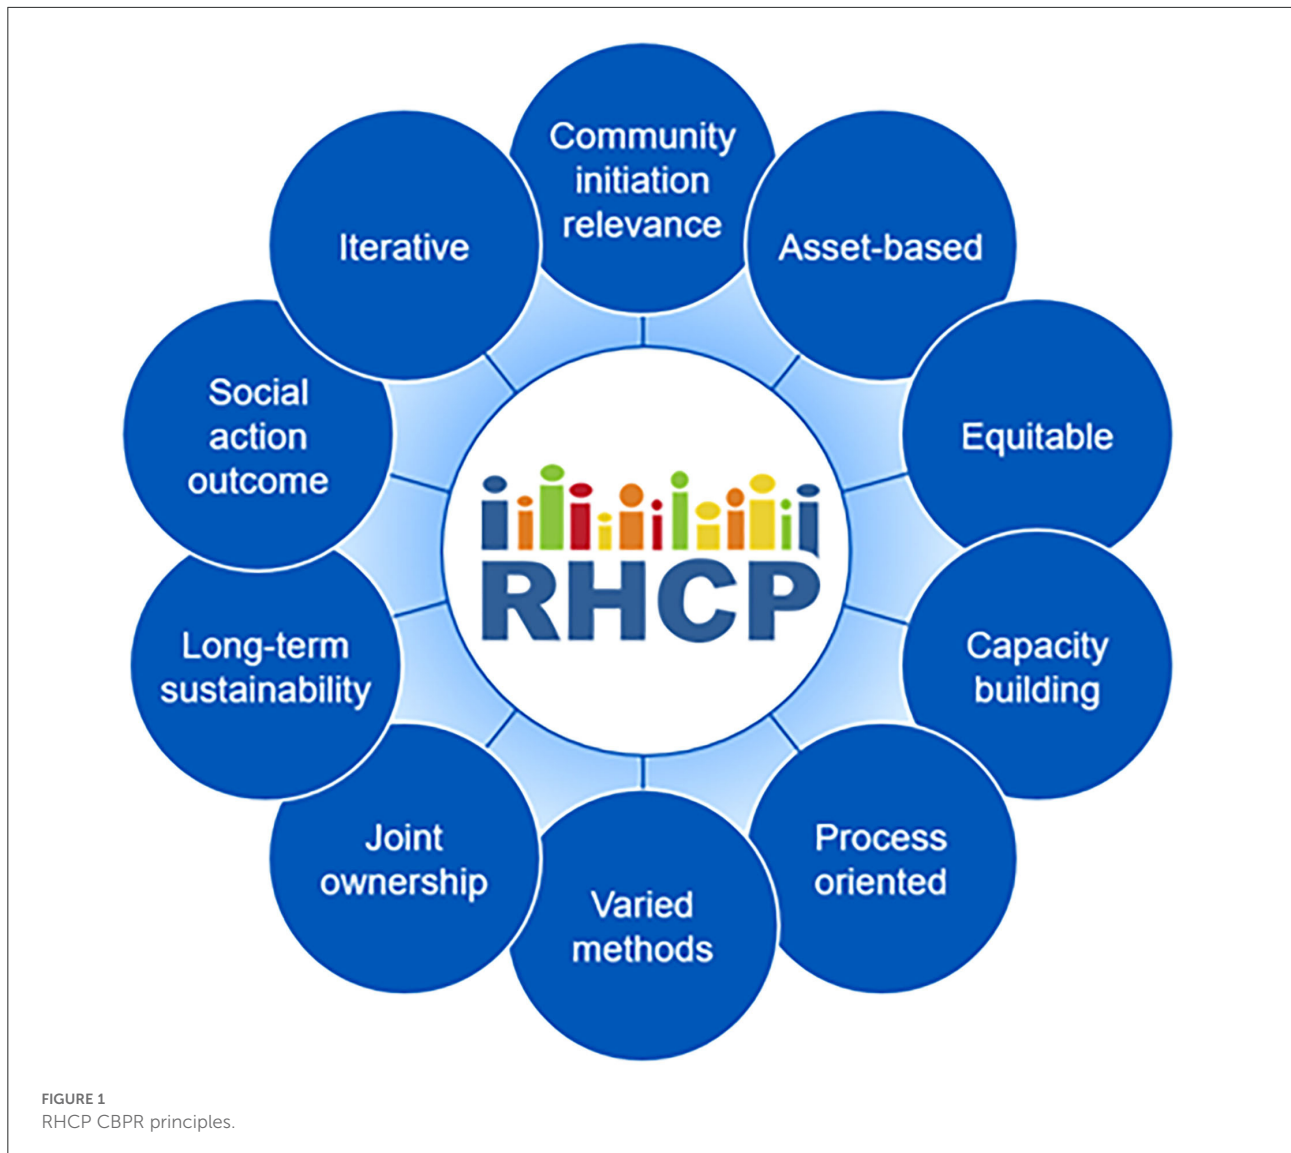 Community
initiation
relevance
Asset-based
Equitable
Capacity
building
Process
oriented
Varied
methods
Joint
ownership
Long-term
sustainability
Social
action
outcome
Iterative
RHCP
FIGURE 1
RHCP CBPR principles.